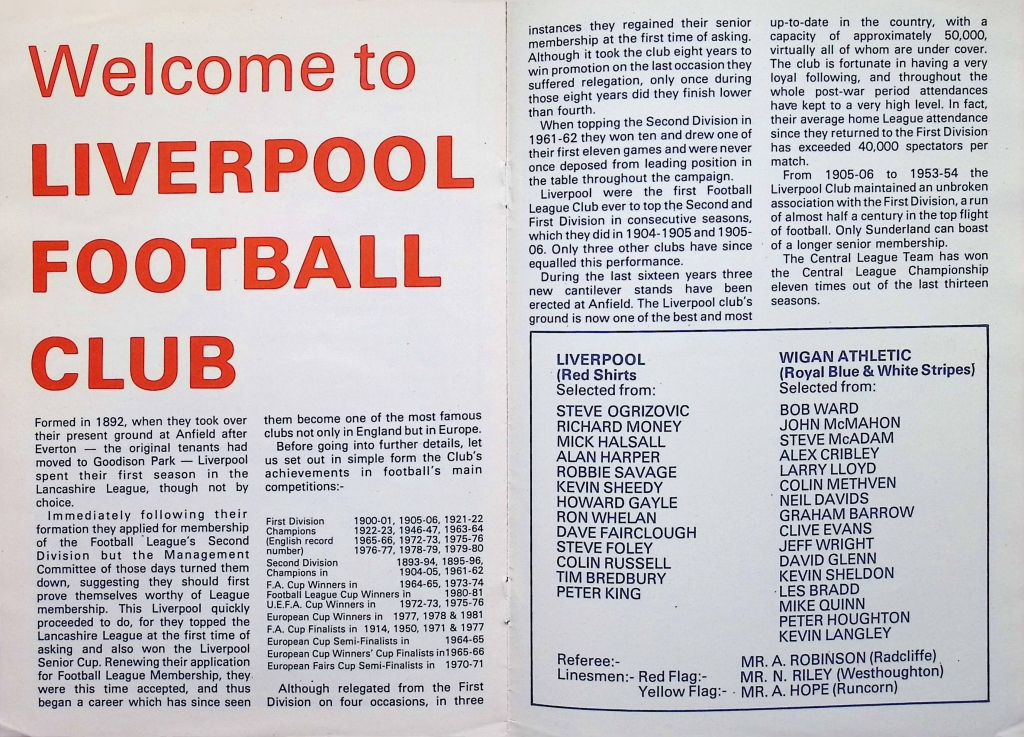 Welcome to
LIVERPOOL
FOOTBALL
CLUB
Formed in 1892, when they took over
their present ground at Anfield after
Everton — the original tenants had
moved to Goodison Park — Liverpool
spent their first season in the
Lancashire League, though not by
choice.
Immediately following their
formation they applied for membership
of the Football League's Second
Division but the Management
Committee of those days turned them
down, suggesting they should first
prove themselves worthy of League
membership. This Liverpool quickly
proceeded to do, for they topped the
Lancashire League at the first time of
asking and also won the Liverpool
Senior Cup. Renewing their application
for Football League Membership, they
were this time accepted, and thus
began a career which has since seen
them become one of the most famous
clubs not only in England but in Europe.
Before going into further details, let
us set out in simple form the Club's
achievements in football's main
competitions:-
First Division 1900-01, 1905-06, 1921-22
Champions 1922-23, 1946-47, 1963-64
(English record 1965-66, 1972-73, 1975-76
number) 1976-77, 1978-79, 1979-80
Second Division 1893-94, 1895-96,
Champions in 1904-05, 1961-62
F.A. Cup Winners in 1964-65, 1973-74
Football League Cup Winners in 1980-81
U.E.F.A. Cup Winners in 1972-73, 1975-76
European Cup Winners in 1977, 1978 & 1981
F.A. Cup Finalists in 1914, 1950, 1971 & 1977
European Cup Semi-Finalists in 1964-65
European Cup Winners' Cup Finalists in 1965-66
European Fairs Cup Semi-Finalists in 1970-71
Although relegated from the First
Division on four occasions, in three
instances they regained their senior
membership at the first time of asking.
Although it took the club eight years to
win promotion on the last occasion they
suffered relegation, only once during
those eight years did they finish lower
than fourth.
When topping the Second Division in
1961-62 they won ten and drew one of
their first eleven games and were never
once deposed from leading position in
the table throughout the campaign.
Liverpool were the first Football
League Club ever to top the Second and
First Division in consecutive seasons,
which they did in 1904-1905 and 1905-
06. Only three other clubs have since
equalled this performance.
During the last sixteen years three
new cantilever stands have been
erected at Anfield. The Liverpool club's
ground is now one of the best and most
up-to-date in the country, with a
capacity of approximately 50,000,
virtually all of whom are under cover.
The club is fortunate in having a very
loyal following, and throughout the
whole post-war period attendances
have kept to a very high level. In fact,
their average home League attendance
since they returned to the First Division
has exceeded 40,000 spectators per
match.
From 1905-06 to 1953-54 the
Liverpool Club maintained an unbroken
association with the First Division, a run
of almost half a century in the top flight
of football. Only Sunderland can boast
of a longer senior membership.
The Central League Team has won
the Central League Championship
eleven times out of the last thirteen
seasons.
LIVERPOOL
(Red Shirts
Selected from:
STEVE OGRIZOVIC
RICHARD MONEY
MICK HALSALL
ALAN HARPER
ROBBIE SAVAGE
KEVIN SHEEDY
HOWARD GAYLE
RON WHELAN
DAVE FAIRCLOUGH
STEVE FOLEY
COLIN RUSSELL
TIM BREDBURY
PETER KING
WIGAN ATHLETIC
(Royal Blue & White Stripes)
Selected from:
BOB WARD
JOHN McMAHON
STEVE McADAM
ALEX CRIBLEY
LARRY LLOYD
COLIN METHVEN
NEIL DAVIDS
GRAHAM BARROW
CLIVE EVANS
JEFF WRIGHT
DAVID GLENN
KEVIN SHELDON
LES BRADD
MIKE QUINN
PETER HOUGHTON
KEVIN LANGLEY
Referee:- MR. A. ROBINSON (Radcliffe)
Linesmen:- Red Flag:- MR. N. RILEY (Westhoughton)
Yellow Flag:- MR. A. HOPE (Runcorn)